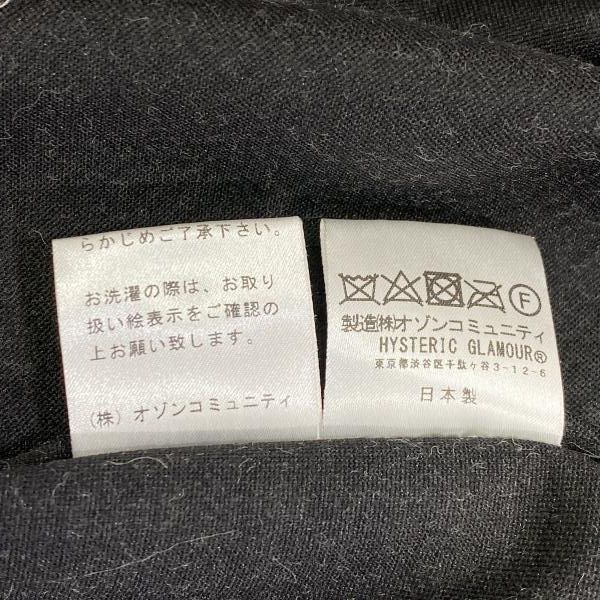 らかじめご了承下さい。
お洗濯の際は、お取り
扱い絵表示をご確認の
上お願い致します。
(株) オゾンコミュニティ
F
製造(株)オゾンコミュニティ
HYSTERIC GLAMOUR®
東京都渋谷区千駄ケ谷3-12-6
日本製